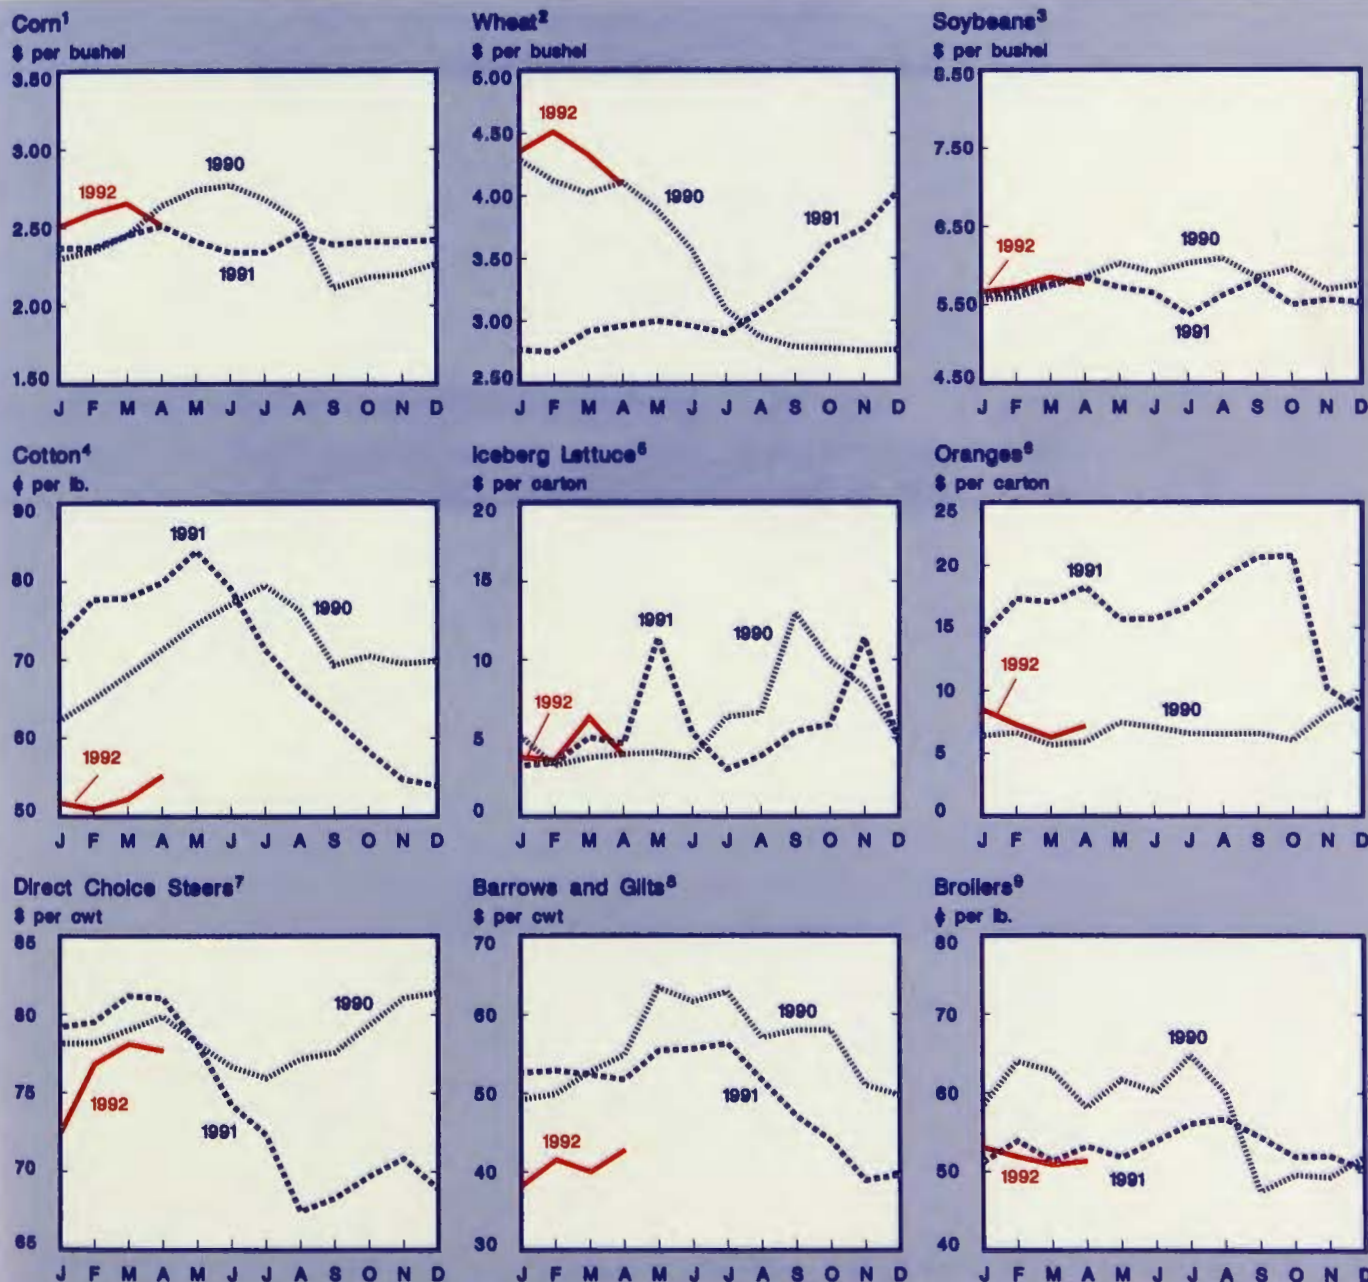 Corn¹
$ per bushel
3.50
3.00
2.50
2.00
1.50
1992
1990
1991
J F M A M J J A S O N D
Wheat²
$ per bushel
5.00
4.50
4.00
3.50
3.00
2.50
1992
1990
1991
J F M A M J J A S O N D
Soybeans³
$ per bushel
8.50
7.50
6.50
5.50
4.50
1992
1990
1991
J F M A M J J A S O N D
Cotton⁴
¢ per lb.
90
80
70
60
50
1991
1990
1992
J F M A M J J A S O N D
Iceberg Lettuce⁵
$ per carton
20
15
10
5
0
1991
1990
1992
J F M A M J J A S O N D
Oranges⁶
$ per carton
25
20
15
10
5
0
1991
1992
1990
J F M A M J J A S O N D
Direct Choice Steers⁷
$ per cwt
85
80
75
70
65
1990
1992
1991
J F M A M J J A S O N D
Barrows and Gilts⁸
$ per cwt
70
60
50
40
30
1990
1991
1992
J F M A M J J A S O N D
Broilers⁹
¢ per lb.
80
70
60
50
40
1990
1992
1991
J F M A M J J A S O N D